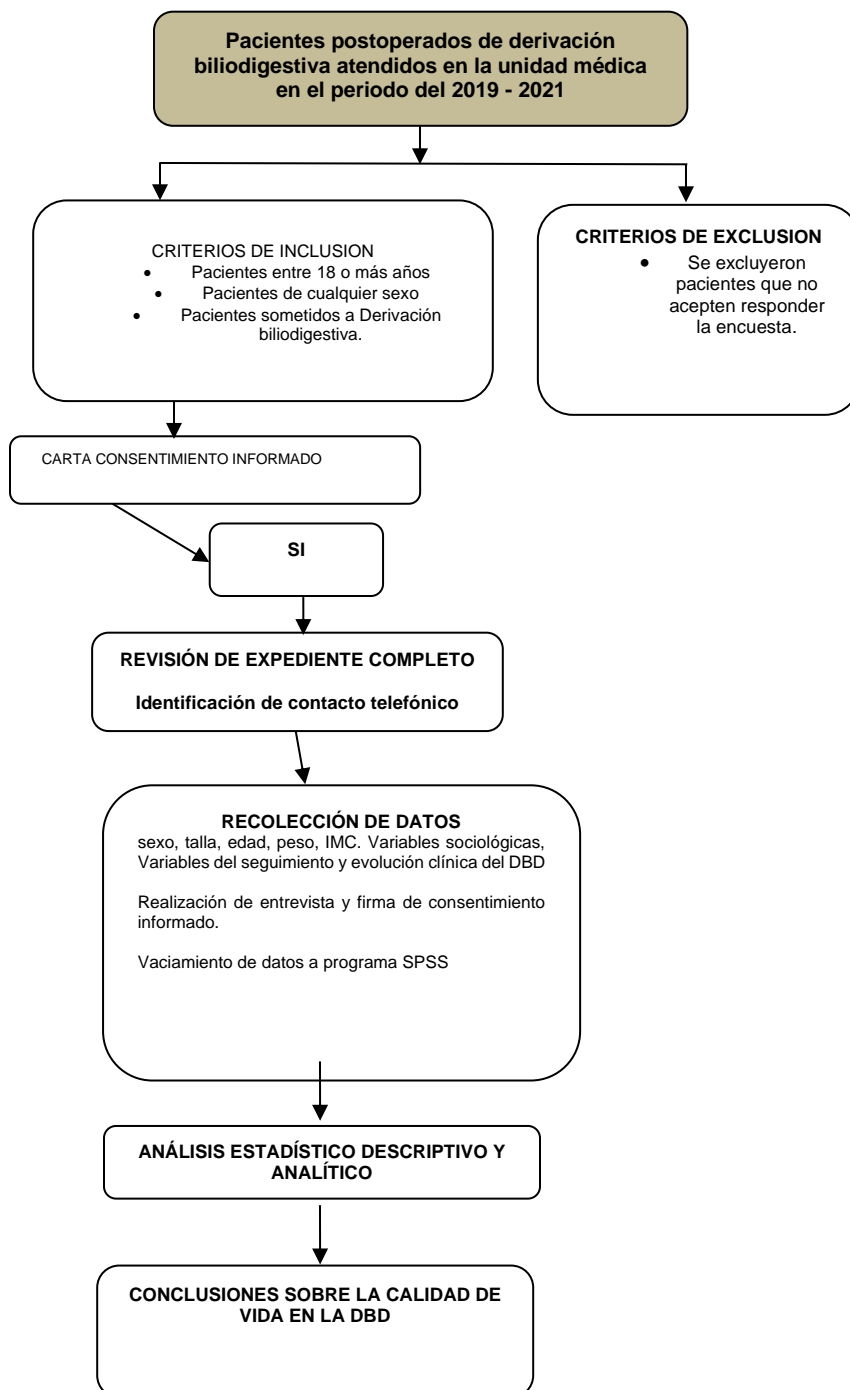 Pacientes postoperados de derivación
biliodigestiva atendidos en la unidad médica
en el periodo del 2019 - 2021
CRITERIOS DE INCLUSION
• Pacientes entre 18 o más años
• Pacientes de cualquier sexo
• Pacientes sometidos a Derivación
biliodigestiva.
CRITERIOS DE EXCLUSION
• Se excluyeron
pacientes que no
acepten responder
la encuesta.
CARTA CONSENTIMIENTO INFORMADO
SI
REVISIÓN DE EXPEDIENTE COMPLETO
Identificación de contacto telefónico
RECOLECCIÓN DE DATOS
sexo, talla, edad, peso, IMC. Variables sociológicas,
Variables del seguimiento y evolución clínica del DBD
Realización de entrevista y firma de consentimiento
informado.
Vaciamiento de datos a programa SPSS
ANÁLISIS ESTADÍSTICO DESCRIPTIVO Y
ANALÍTICO
CONCLUSIONES SOBRE LA CALIDAD DE
VIDA EN LA DBD